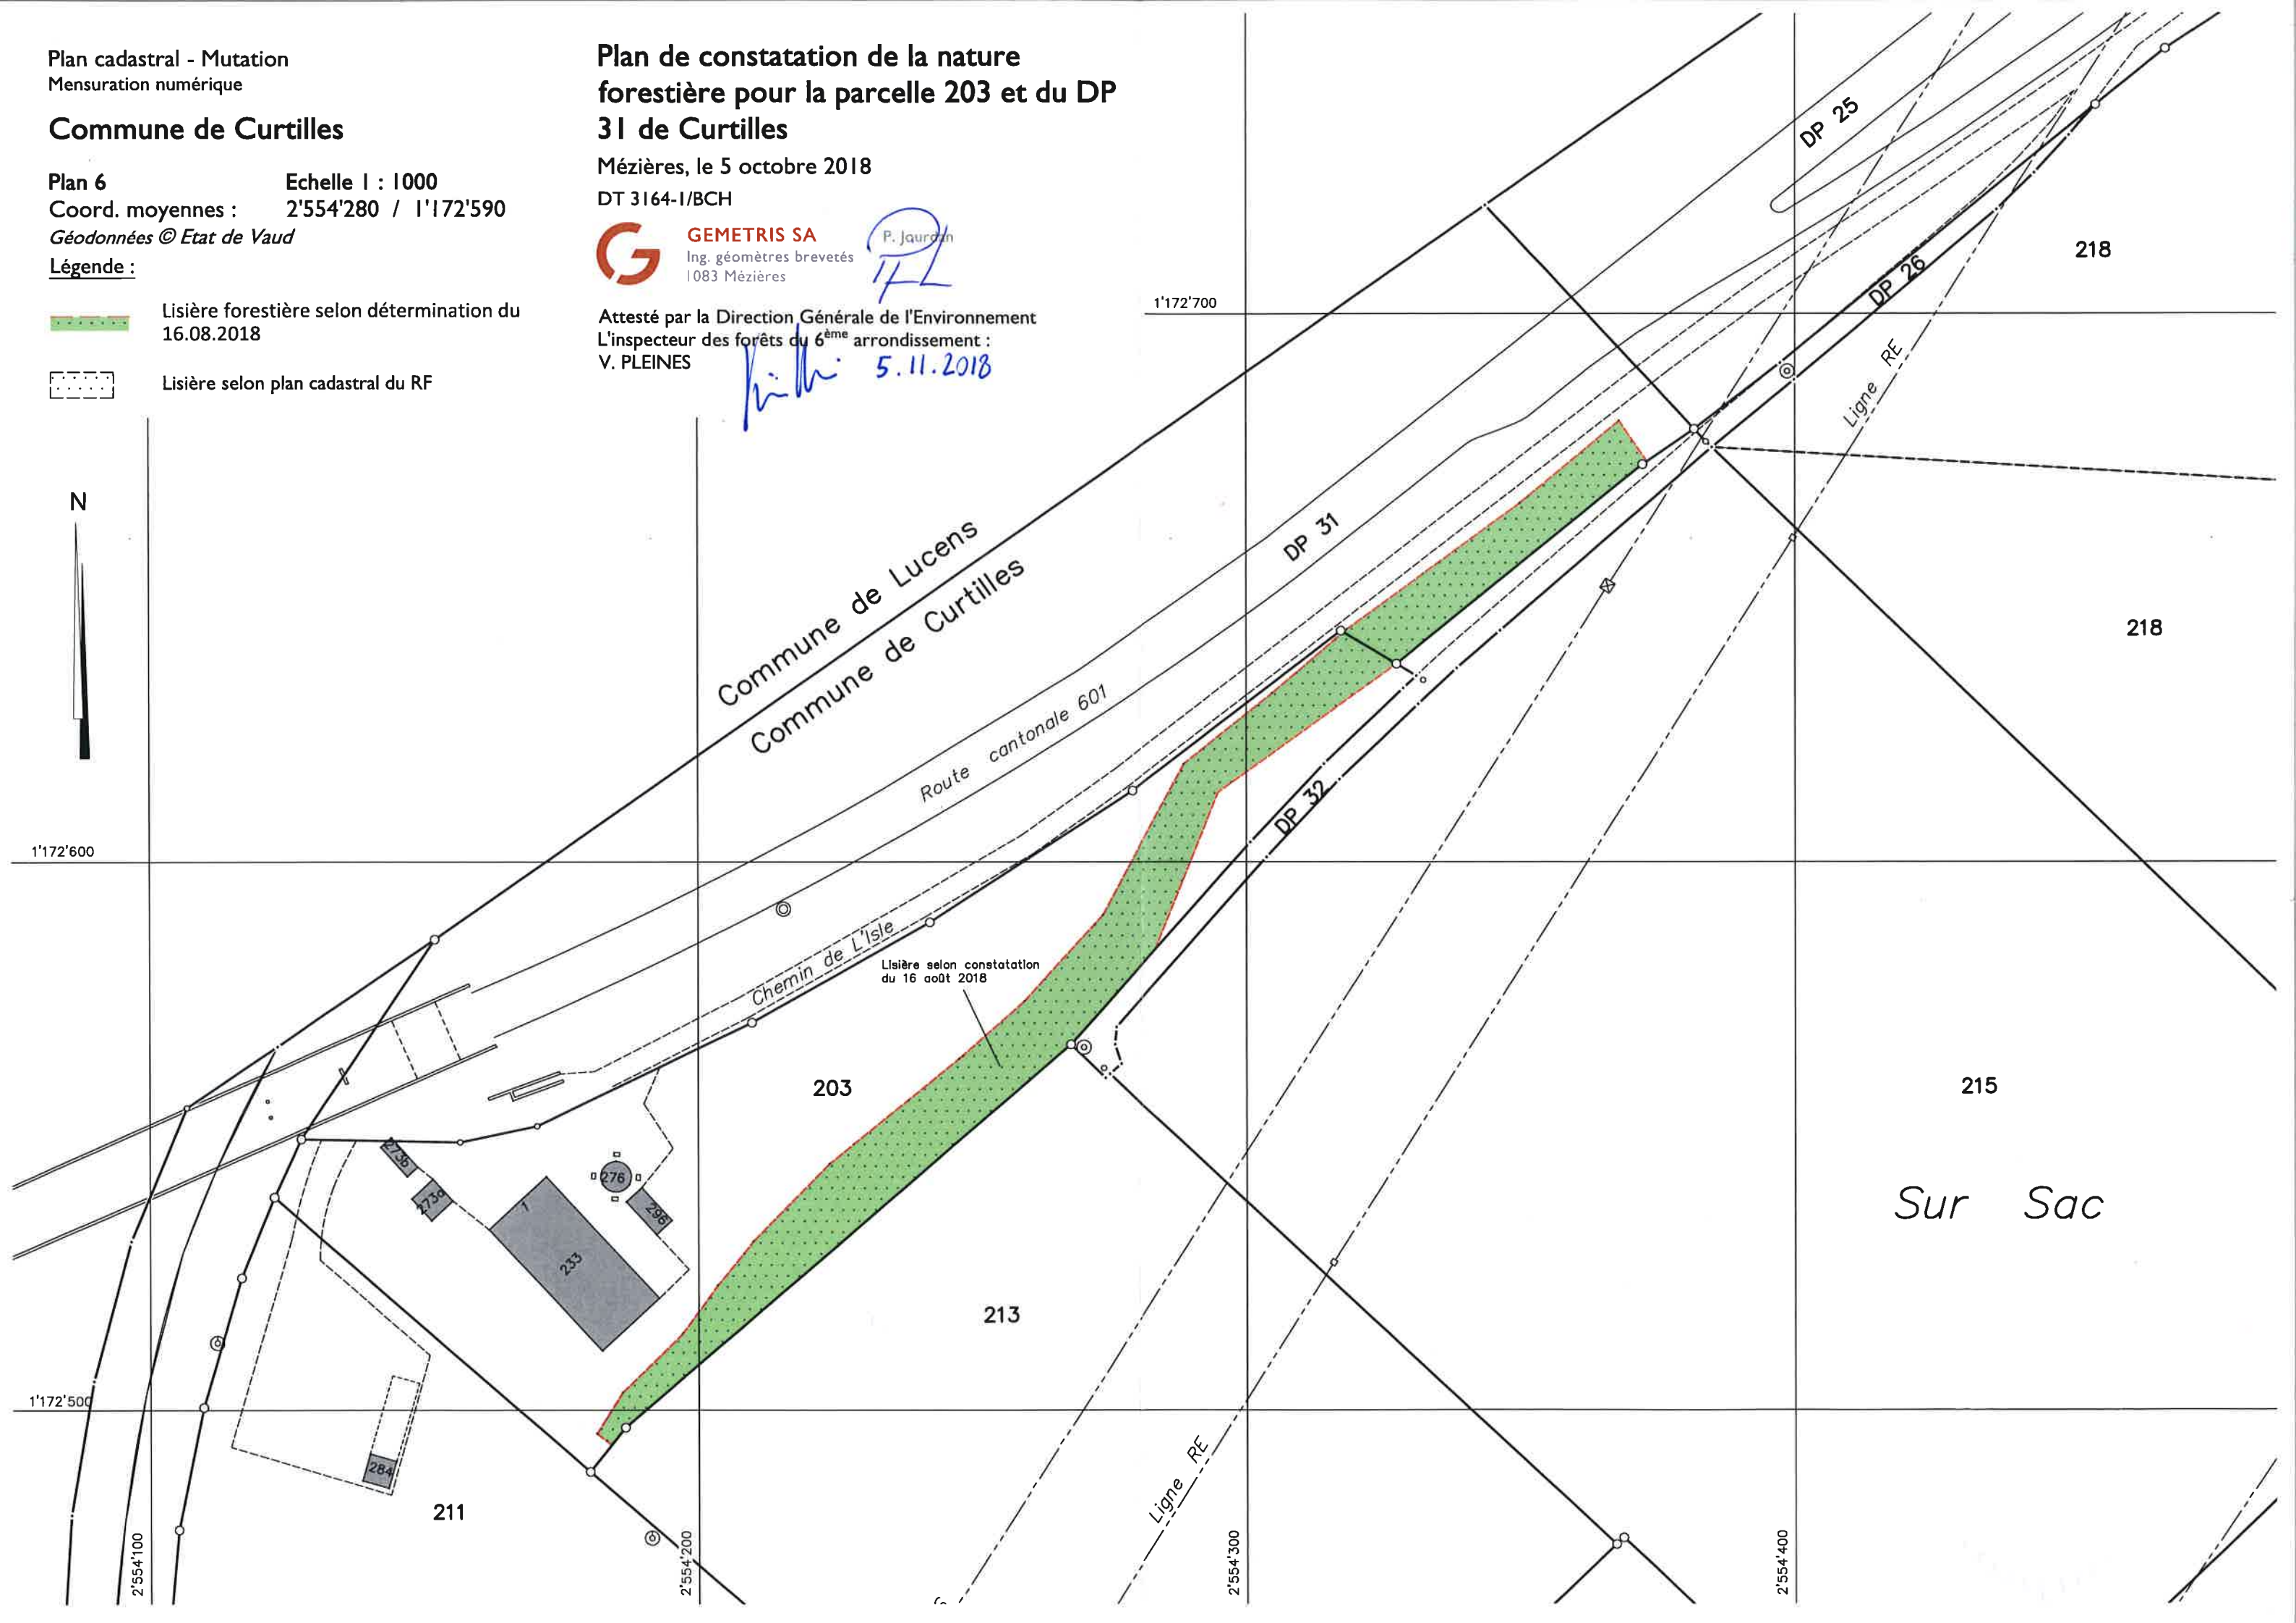 Plan cadastral - Mutation
Mensuration numérique
Commune de Curtilles
Plan 6 Echelle 1 : 1000
Coord. moyennes : 2'554'280 / 1'172'590
Géodonnées © Etat de Vaud
Légende :
Lisière forestière selon détermination du
16.08.2018
Lisière selon plan cadastral du RF
Plan de constatation de la nature
forestière pour la parcelle 203 et du DP
31 de Curtilles
Mézières, le 5 octobre 2018
DT 3164-1/BCH
GEMETRIS SA
Ing. géomètres brevetés
1083 Mézières
P. Jaurdin
Attesté par la Direction Générale de l'Environnement
L'inspecteur des forêts du 6ème arrondissement :
V. PLEINES
5.11.2018
N
DP 25
218
DP 26
1'172'700
Ligne RE
DP 31
Commune de Lucens
Commune de Curtilles
218
Route cantonale 601
DP 32
1'172'600
Chemin de L'Isle
Lisière selon constatation
du 16 août 2018
203
215
273b
273a
276
296
1
233
Sur Sac
213
1'172'500
284
211
Ligne RE
2'554'100
2'554'200
2'554'300
2'554'400